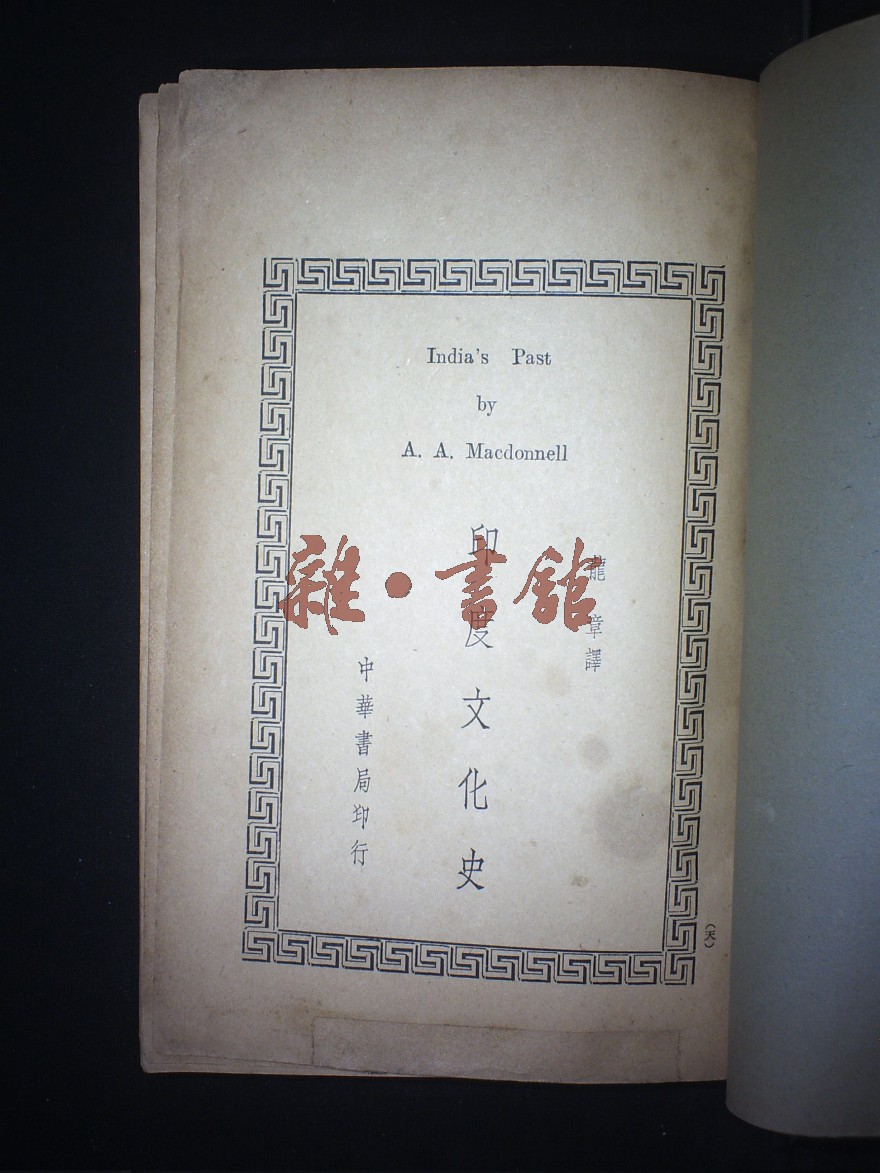 India's Past
by
A. A. Macdonnell
龍章譯
印度文化史
中華書局印行
(天)
雜·書館